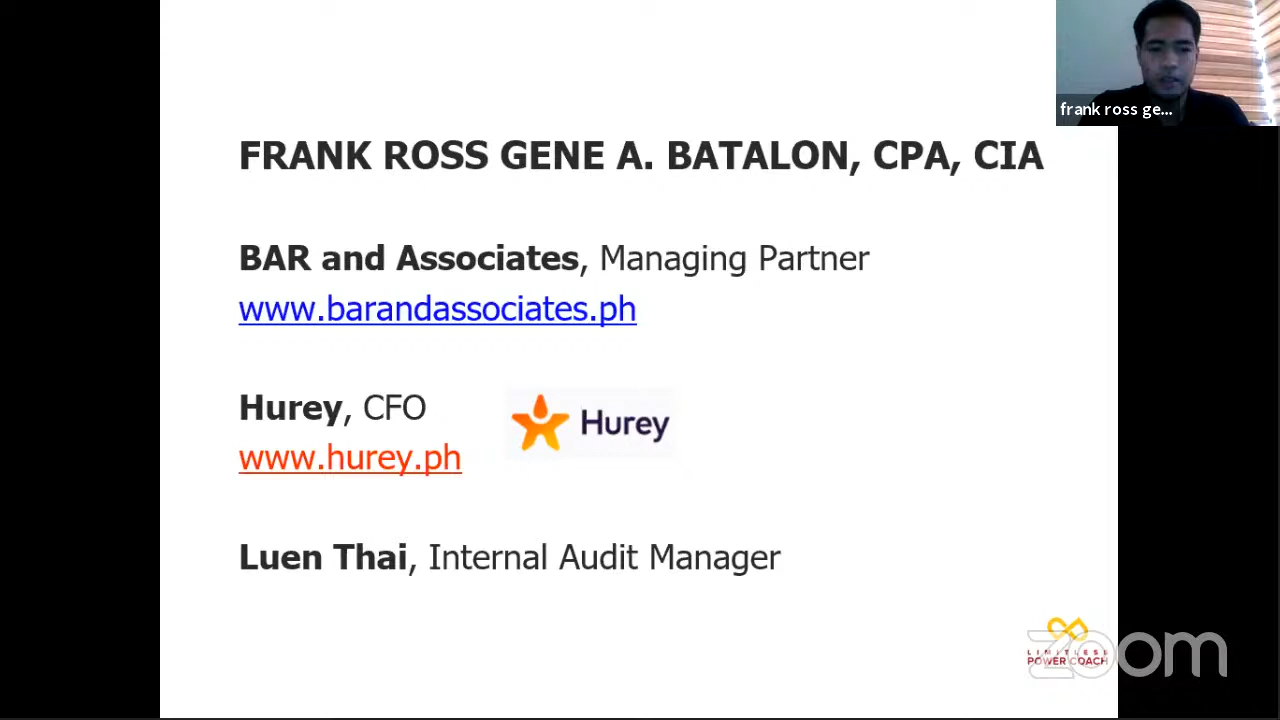 frank ross ge...
FRANK ROSS GENE A. BATALON, CPA, CIA
BAR and Associates, Managing Partner
www.barandassociates.ph
Hurey, CFO
Hurey
www.hurey.ph
Luen Thai, Internal Audit Manager
LIMITLESS
POWER COACH
zoom